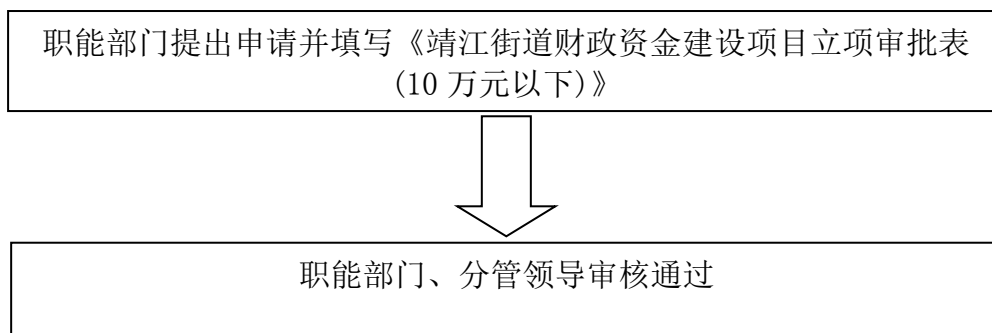 职能部门提出申请并填写《靖江街道财政资金建设项目立项审批表
(10 万元以下)》
职能部门、分管领导审核通过